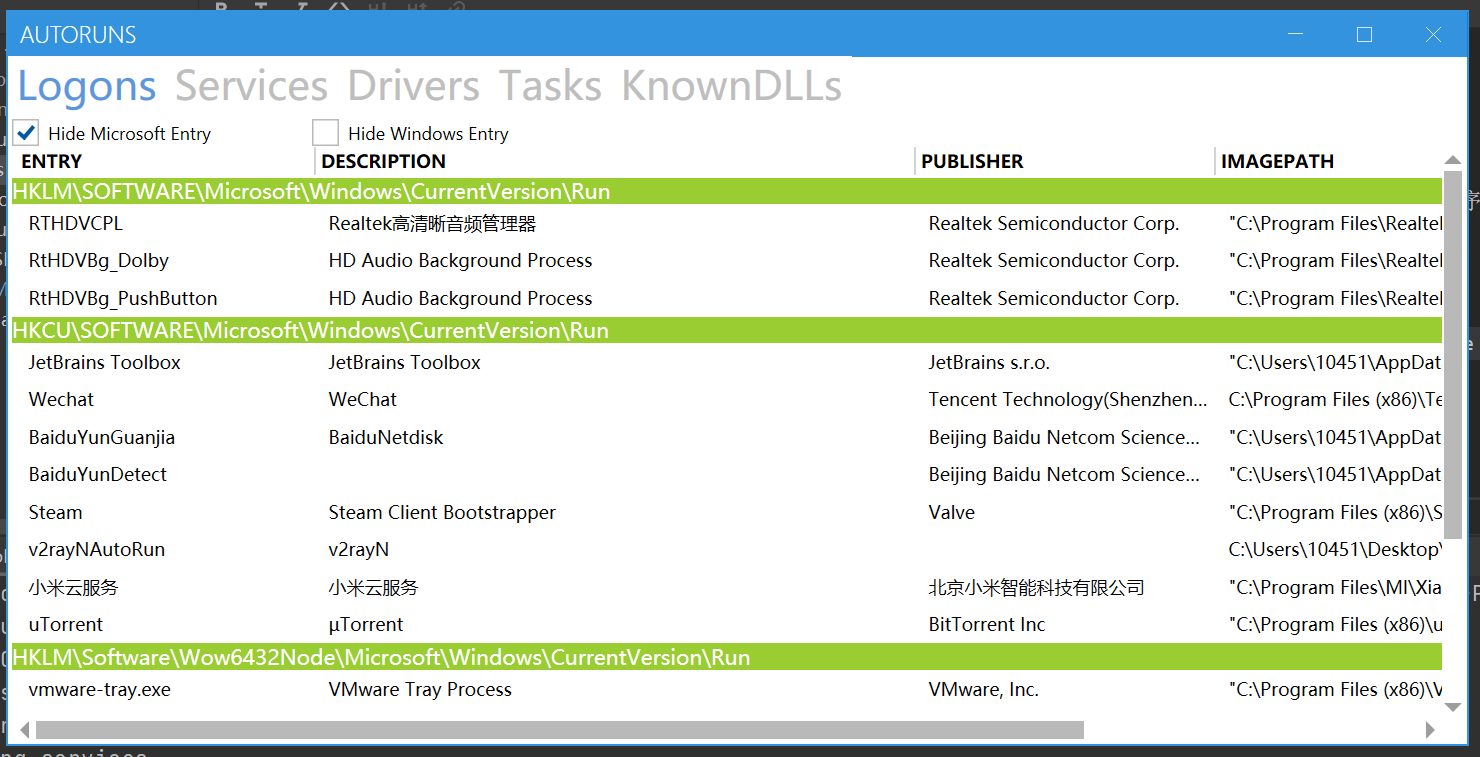 AUTORUNS
Logons Services Drivers Tasks KnownDLLs
Hide Microsoft Entry Hide Windows Entry
ENTRY DESCRIPTION PUBLISHER IMAGEPATH
HKLM\SOFTWARE\Microsoft\Windows\CurrentVersion\Run
RTHDVCPL Realtek高清晰音频管理器 Realtek Semiconductor Corp. "C:\Program Files\Realtel
RtHDVBg_Dolby HD Audio Background Process Realtek Semiconductor Corp. "C:\Program Files\Realtel
RtHDVBg_PushButton HD Audio Background Process Realtek Semiconductor Corp. "C:\Program Files\Realtel
HKCU\SOFTWARE\Microsoft\Windows\CurrentVersion\Run
JetBrains Toolbox JetBrains Toolbox JetBrains s.r.o. "C:\Users\10451\AppDat
Wechat WeChat Tencent Technology(Shenzhen... C:\Program Files (x86)\Te
BaiduYunGuanjia BaiduNetdisk Beijing Baidu Netcom Science... "C:\Users\10451\AppDat
BaiduYunDetect Beijing Baidu Netcom Science... "C:\Users\10451\AppDat
Steam Steam Client Bootstrapper Valve "C:\Program Files (x86)\S
v2rayNAutoRun v2rayN C:\Users\10451\Desktop\
小米云服务 小米云服务 北京小米智能科技有限公司 "C:\Program Files\MI\Xia
uTorrent µTorrent BitTorrent Inc "C:\Program Files (x86)\u
HKLM\Software\Wow6432Node\Microsoft\Windows\CurrentVersion\Run
vmware-tray.exe VMware Tray Process VMware, Inc. "C:\Program Files (x86)\V